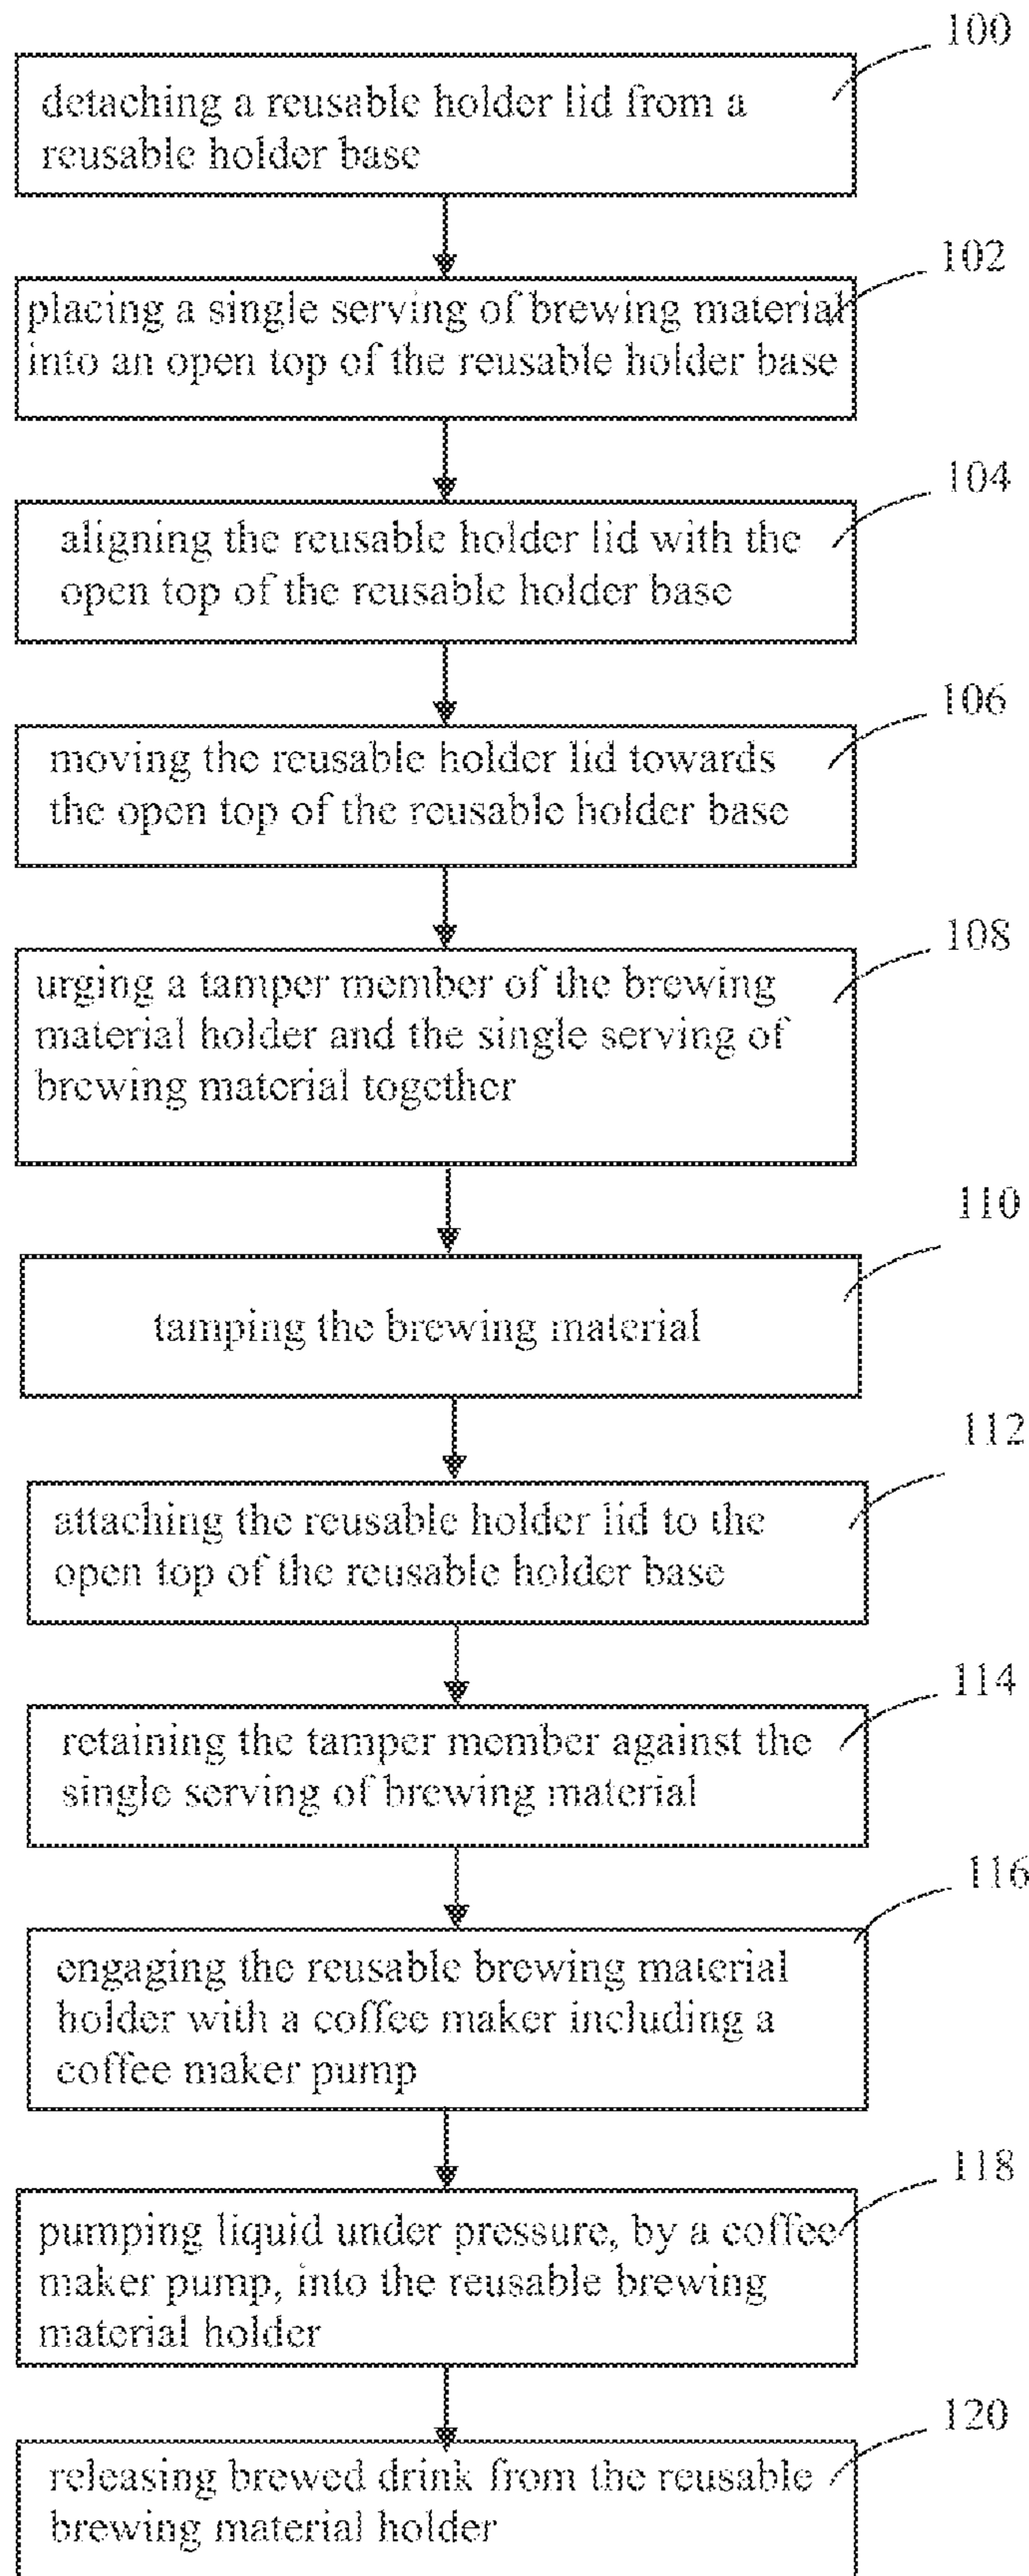 100
detaching a reusable holder lid from a
reusable holder base
102
placing a single serving of brewing material
into an open top of the reusable holder base
104
aligning the reusable holder lid with the
open top of the reusable holder base
106
moving the reusable holder lid towards
the open top of the reusable holder base
108
urging a tamper member of the brewing
material holder and the single serving of
brewing material together
110
tamping the brewing material
112
attaching the reusable holder lid to the
open top of the reusable holder base
114
retaining the tamper member against the
single serving of brewing material
116
engaging the reusable brewing material
holder with a coffee maker including a
coffee maker pump
118
pumping liquid under pressure, by a coffee
maker pump, into the reusable brewing
material holder
120
releasing brewed drink from the reusable
brewing material holder